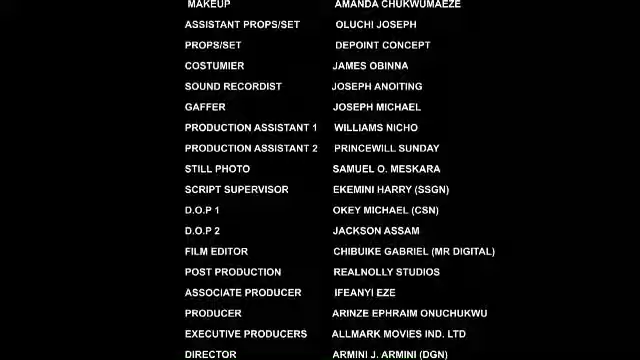 MAKEUP AMANDA CHUKWUMAEZE
ASSISTANT PROPS/SET OLUCHI JOSEPH
PROPS/SET DEPOINT CONCEPT
COSTUMIER JAMES OBINNA
SOUND RECORDIST JOSEPH ANOITING
GAFFER JOSEPH MICHAEL
PRODUCTION ASSISTANT 1 WILLIAMS NICHO
PRODUCTION ASSISTANT 2 PRINCEWILL SUNDAY
STILL PHOTO SAMUEL O. MESKARA
SCRIPT SUPERVISOR EKEMINI HARRY (SSGN)
D.O.P 1 OKEY MICHAEL (CSN)
D.O.P 2 JACKSON ASSAM
FILM EDITOR CHIBUIKE GABRIEL (MR DIGITAL)
POST PRODUCTION REALNOLLY STUDIOS
ASSOCIATE PRODUCER IFEANYI EZE
PRODUCER ARINZE EPHRAIM ONUCHUKWU
EXECUTIVE PRODUCERS ALLMARK MOVIES IND. LTD
DIRECTOR ARMINI J. ARMINI (DGN)